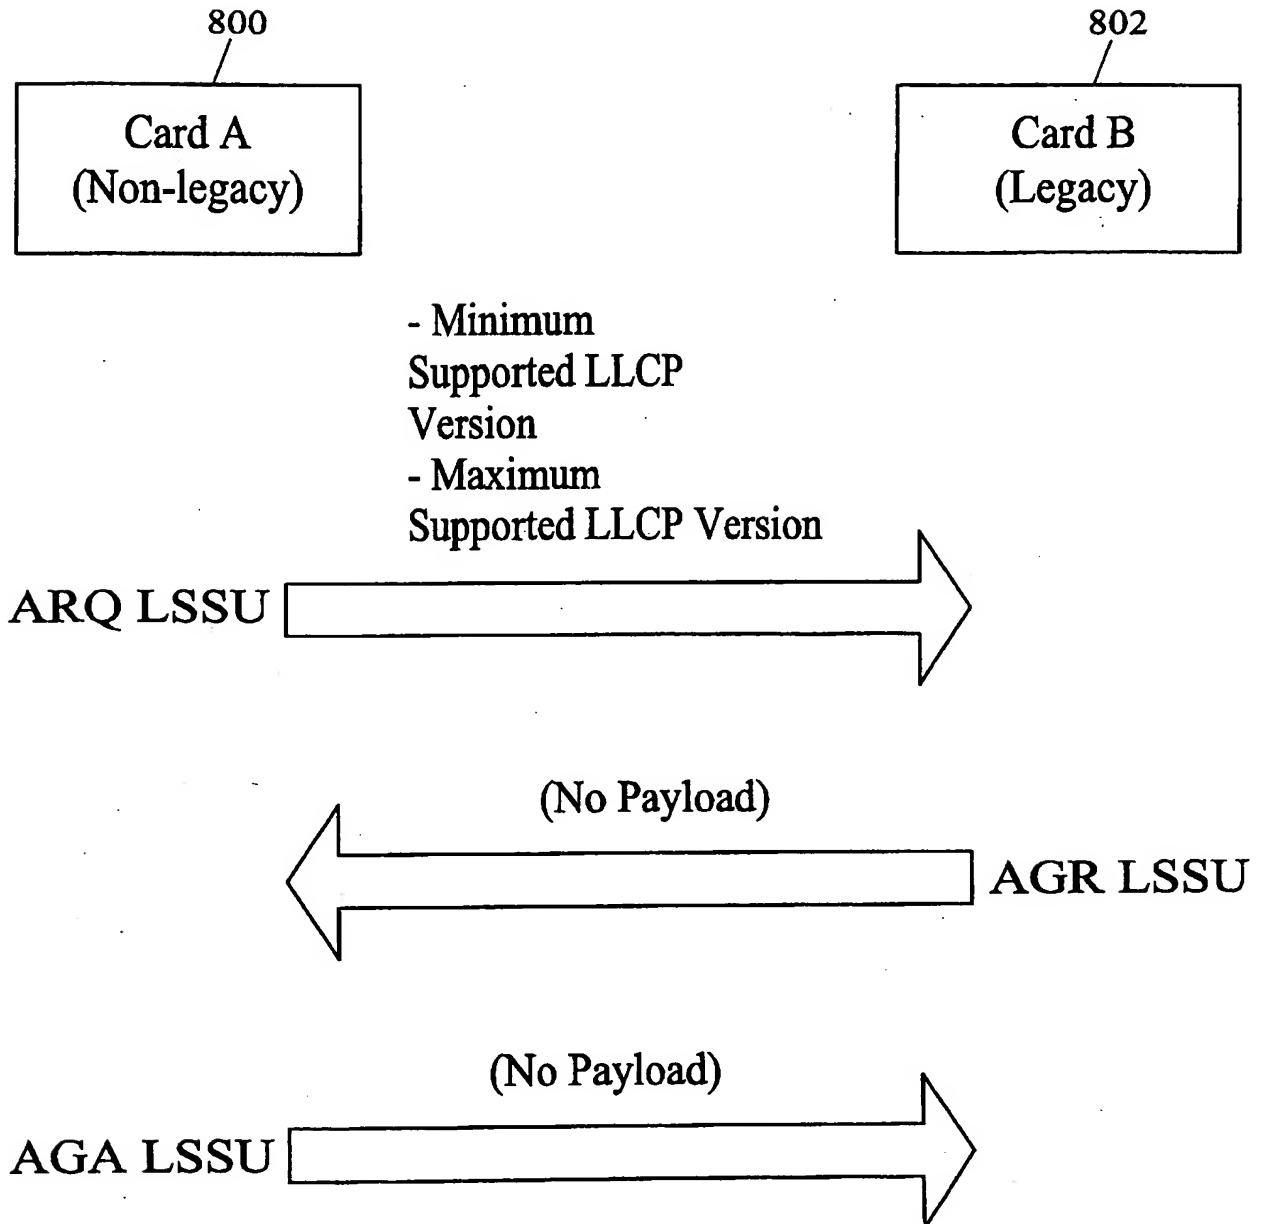 800
802
Card A
(Non-legacy)
Card B
(Legacy)
- Minimum
Supported LLCP
Version
- Maximum
Supported LLCP Version
ARQ LSSU
(No Payload)
AGR LSSU
(No Payload)
AGA LSSU